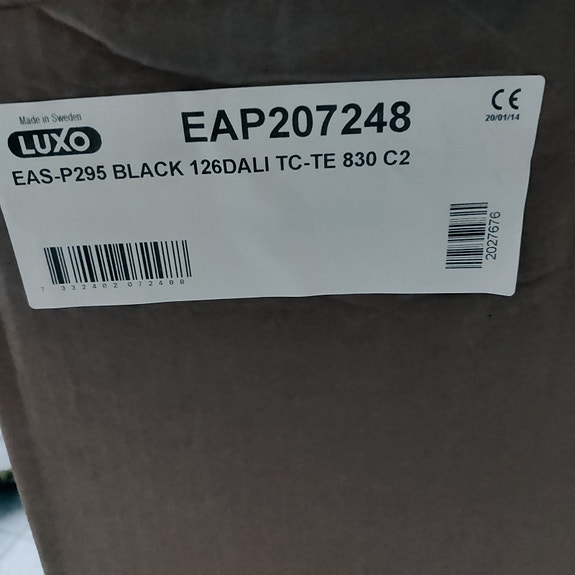 Made in Sweden
LUXO
EAP207248
CE
20/01/14
EAS-P295 BLACK 126DALI TC-TE 830 C2
7 332402 072488
2027676